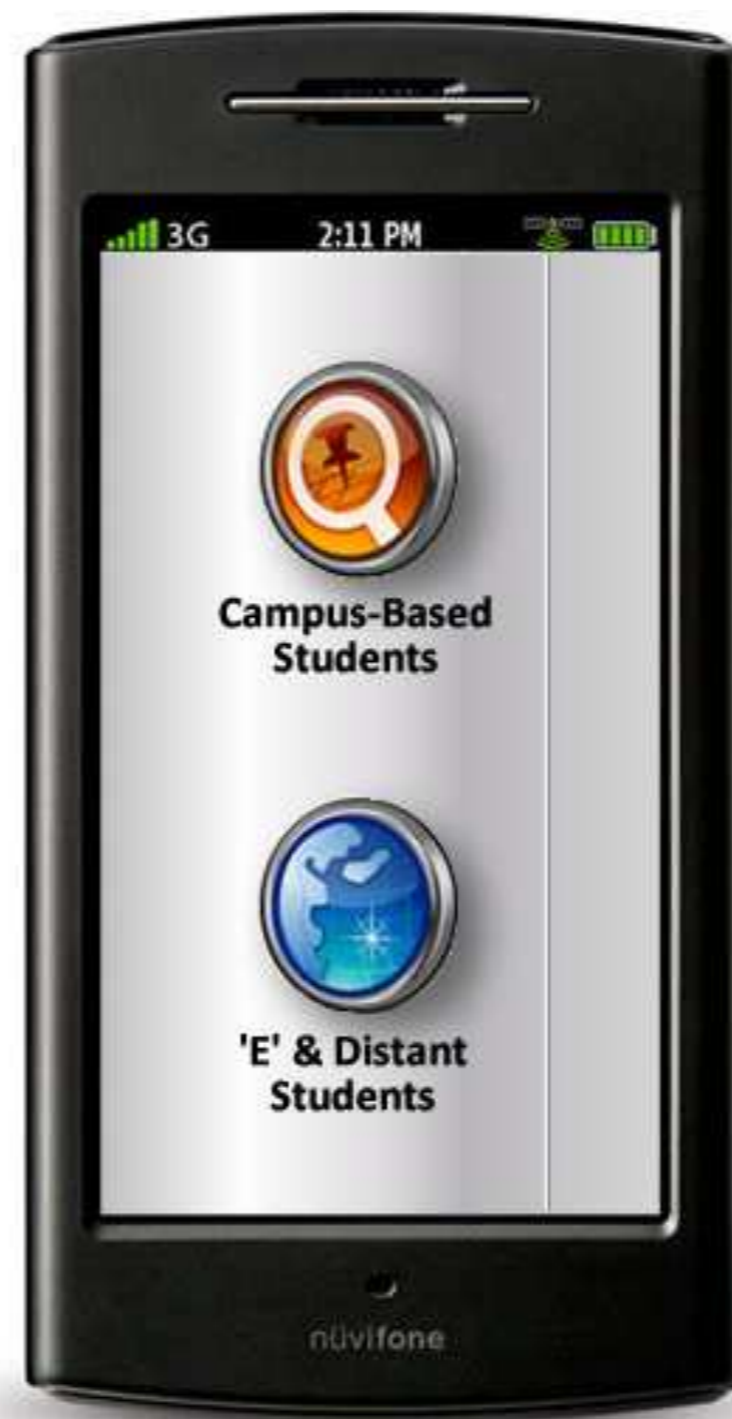 3G 2:11 PM
Campus-Based
Students
'E' & Distant
Students
nüvifone